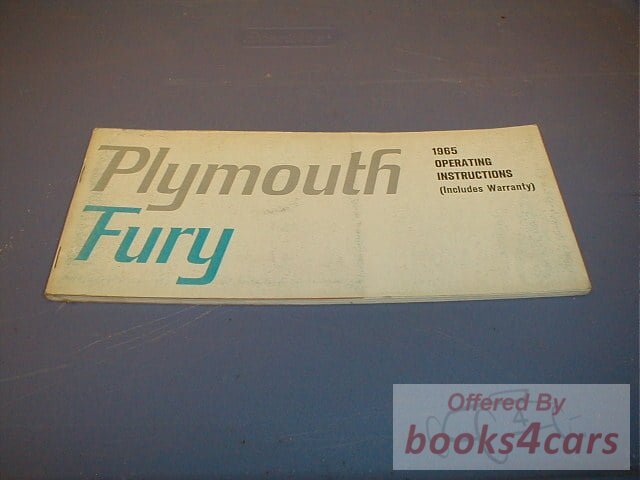 Plymouth
Fury
1965
OPERATING
INSTRUCTIONS
(Includes Warranty)
Offered By
books4cars